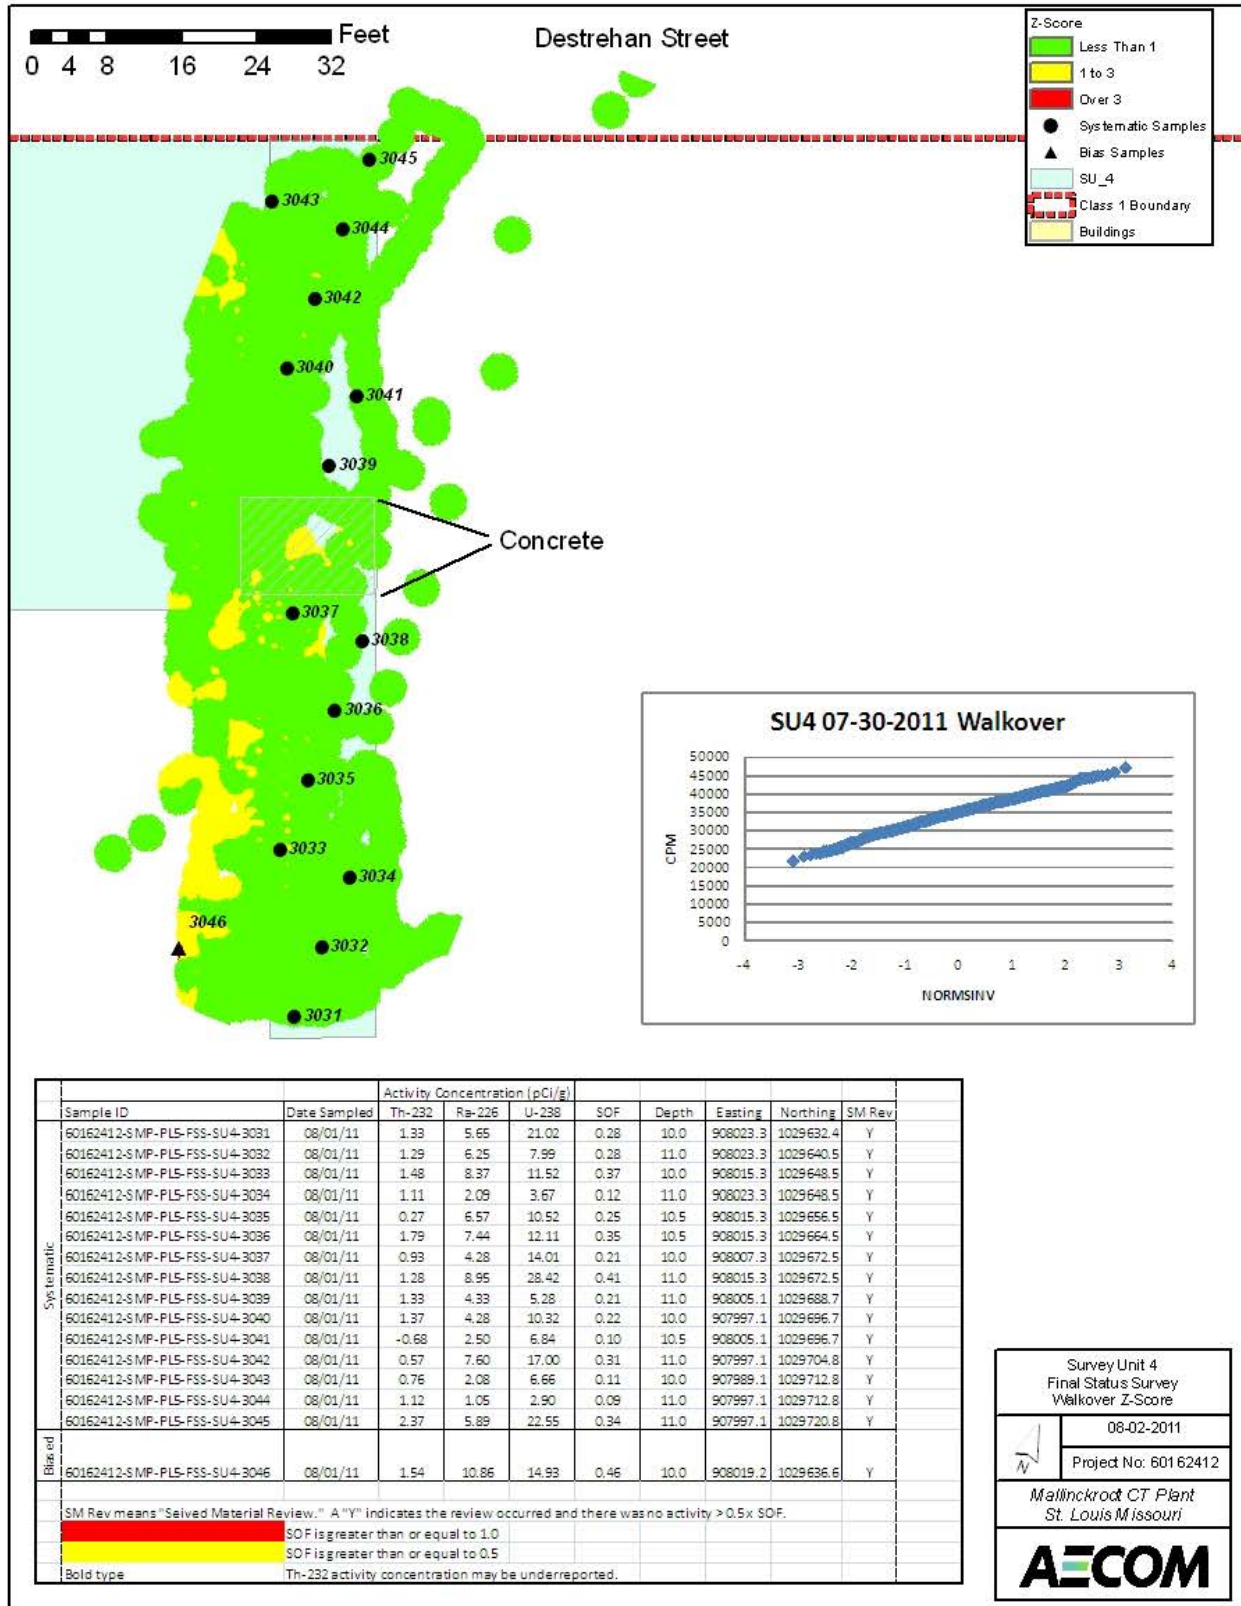 Feet
0 4 8 16 24 32
Destrehan Street
Z-Score
Less Than 1
1 to 3
Over 3
Systematic Samples
Bias Samples
SU_4
Class 1 Boundary
Buildings
3045
3043
3044
3042
3040
3041
3039
Concrete
3037
3038
3036
3035
3033
3034
3046
3032
3031
SU4 07-30-2011 Walkover
50000
45000
40000
35000
30000
25000
20000
15000
10000
5000
0
CPM
-4 -3 -2 -1 0 1 2 3 4
NORMSINV
Activity Concentration (pCi/g)
Sample ID Date Sampled Th-232 Ra-226 U-238 SOF Depth Easting Northing SM Rev
Systematic
60162412-SMP-PL5-FSS-SU4-3031 08/01/11 1.33 5.65 21.02 0.28 10.0 908023.3 1029632.4 Y
60162412-SMP-PL5-FSS-SU4-3032 08/01/11 1.29 6.25 7.99 0.28 11.0 908023.3 1029640.5 Y
60162412-SMP-PL5-FSS-SU4-3033 08/01/11 1.48 8.37 11.52 0.37 10.0 908015.3 1029648.5 Y
60162412-SMP-PL5-FSS-SU4-3034 08/01/11 1.11 2.09 3.67 0.12 11.0 908023.3 1029648.5 Y
60162412-SMP-PL5-FSS-SU4-3035 08/01/11 0.27 6.57 10.52 0.25 10.5 908015.3 1029656.5 Y
60162412-SMP-PL5-FSS-SU4-3036 08/01/11 1.79 7.44 12.11 0.35 10.5 908015.3 1029664.5 Y
60162412-SMP-PL5-FSS-SU4-3037 08/01/11 0.93 4.28 14.01 0.21 10.0 908007.3 1029672.5 Y
60162412-SMP-PL5-FSS-SU4-3038 08/01/11 1.28 8.95 28.42 0.41 11.0 908015.3 1029672.5 Y
60162412-SMP-PL5-FSS-SU4-3039 08/01/11 1.33 4.33 5.28 0.21 11.0 908005.1 1029688.7 Y
60162412-SMP-PL5-FSS-SU4-3040 08/01/11 1.37 4.28 10.32 0.22 10.0 907997.1 1029696.7 Y
60162412-SMP-PL5-FSS-SU4-3041 08/01/11 -0.68 2.50 6.84 0.10 10.5 908005.1 1029696.7 Y
60162412-SMP-PL5-FSS-SU4-3042 08/01/11 0.57 7.60 17.00 0.31 11.0 907997.1 1029704.8 Y
60162412-SMP-PL5-FSS-SU4-3043 08/01/11 0.76 2.08 6.66 0.11 10.0 907989.1 1029712.8 Y
60162412-SMP-PL5-FSS-SU4-3044 08/01/11 1.12 1.05 2.90 0.09 11.0 907997.1 1029712.8 Y
60162412-SMP-PL5-FSS-SU4-3045 08/01/11 2.37 5.89 22.55 0.34 11.0 907997.1 1029720.8 Y
Biased
60162412-SMP-PL5-FSS-SU4-3046 08/01/11 1.54 10.86 14.93 0.46 10.0 908019.2 1029636.6 Y
SM Rev means "Seived Material Review." A "Y" indicates the review occurred and there was no activity > 0.5x SOF.
SOF is greater than or equal to 1.0
SOF is greater than or equal to 0.5
Bold type Th-232 activity concentration may be underreported.
Survey Unit 4
Final Status Survey
Walkover Z-Score
08-02-2011
N
Project No: 60162412
Mallinckrodt CT Plant
St. Louis Missouri
AECOM